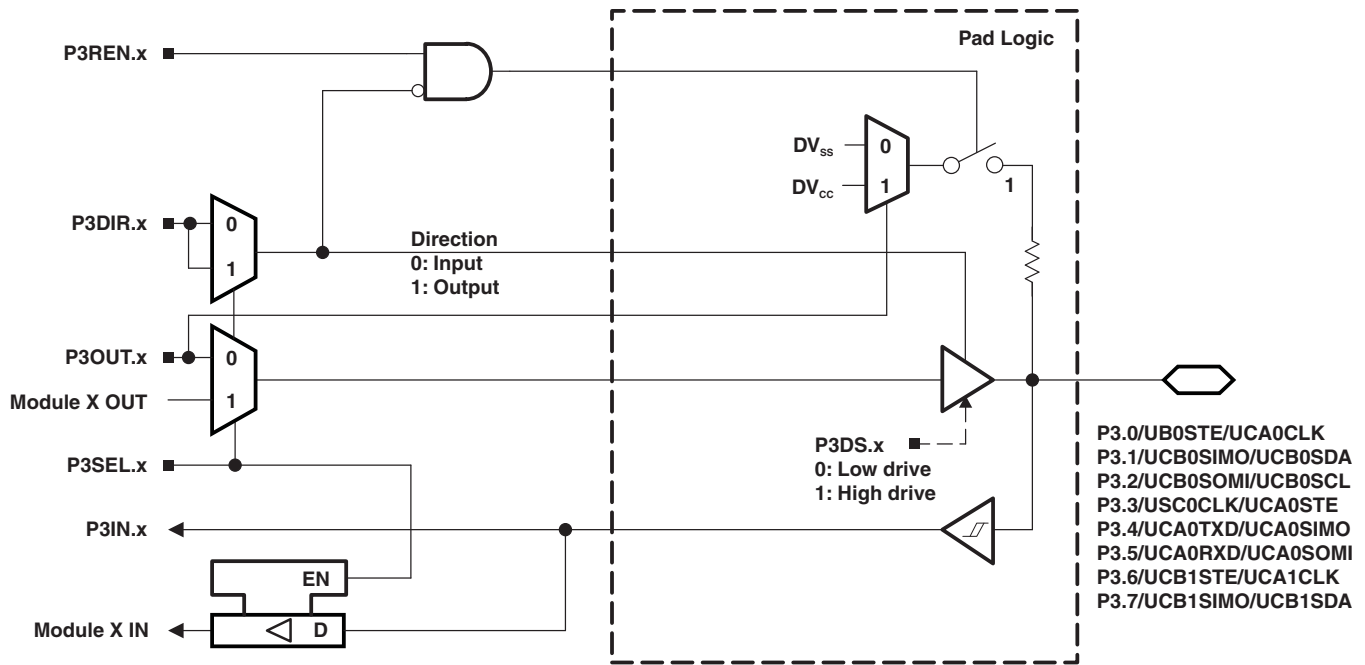 Pad Logic
P3REN.x
DVSS
0
DVCC
1
1
P3DIR.x
0
1
Direction
0: Input
1: Output
P3OUT.x
0
Module X OUT
1
P3DS.x
0: Low drive
1: High drive
P3SEL.x
P3IN.x
EN
Module X IN
D
P3.0/UB0STE/UCA0CLK
P3.1/UCB0SIMO/UCB0SDA
P3.2/UCB0SOMI/UCB0SCL
P3.3/USC0CLK/UCA0STE
P3.4/UCA0TXD/UCA0SIMO
P3.5/UCA0RXD/UCA0SOMI
P3.6/UCB1STE/UCA1CLK
P3.7/UCB1SIMO/UCB1SDA